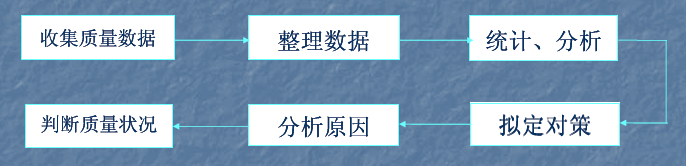 收集质量数据
整理数据
统计、分析
拟定对策
分析原因
判断质量状况